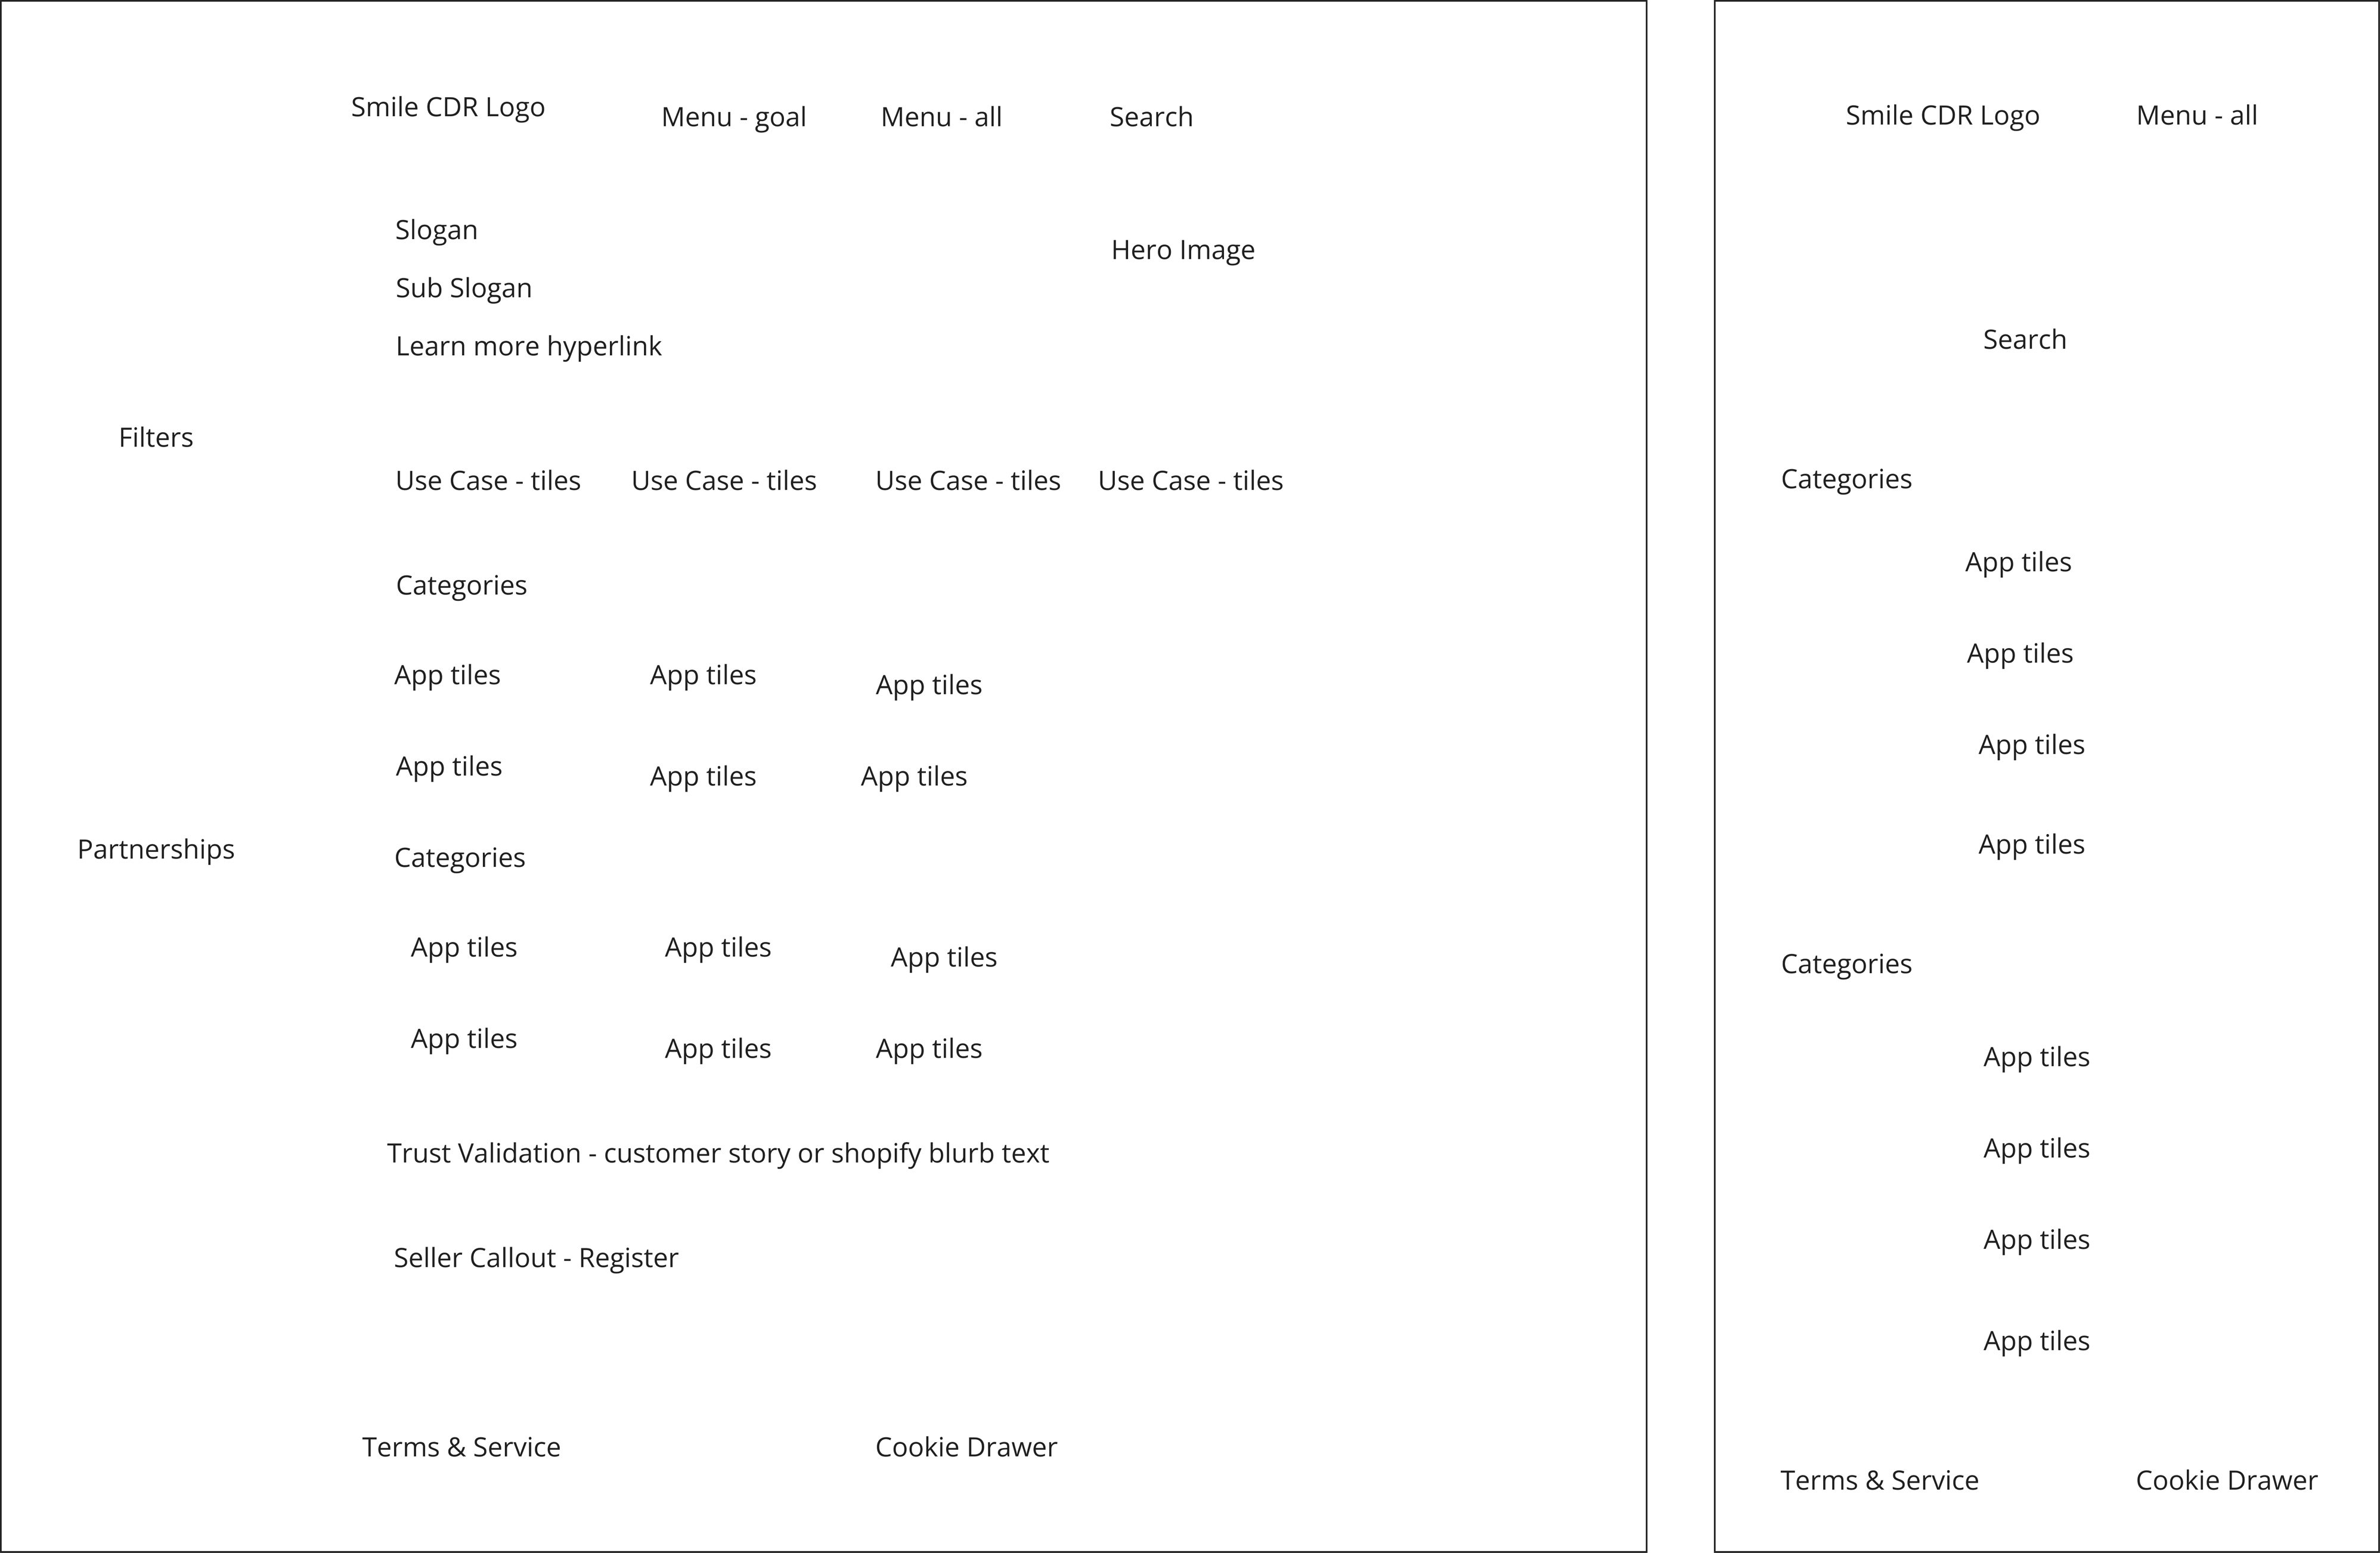 Smile CDR Logo
Menu - goal
Menu - all
Search
Slogan
Hero Image
Sub Slogan
Learn more hyperlink
Filters
Use Case - tiles
Use Case - tiles
Use Case - tiles
Use Case - tiles
Categories
App tiles
App tiles
App tiles
App tiles
App tiles
App tiles
Partnerships
Categories
App tiles
App tiles
App tiles
App tiles
App tiles
App tiles
Trust Validation - customer story or shopify blurb text
Seller Callout - Register
Terms & Service
Cookie Drawer
Smile CDR Logo
Menu - all
Search
Categories
App tiles
App tiles
App tiles
App tiles
Categories
App tiles
App tiles
App tiles
App tiles
Terms & Service
Cookie Drawer